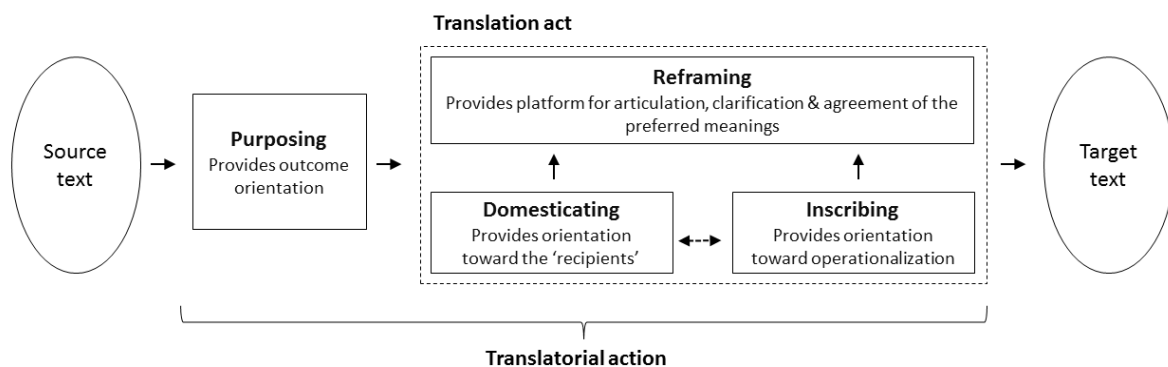 Translation act
Source
text
Purposing
Provides outcome
orientation
Reframing
Provides platform for articulation, clarification & agreement of the
preferred meanings
Domesticating
Provides orientation
toward the ‘recipients’
Inscribing
Provides orientation
toward operationalization
Target
text
Translatorial action